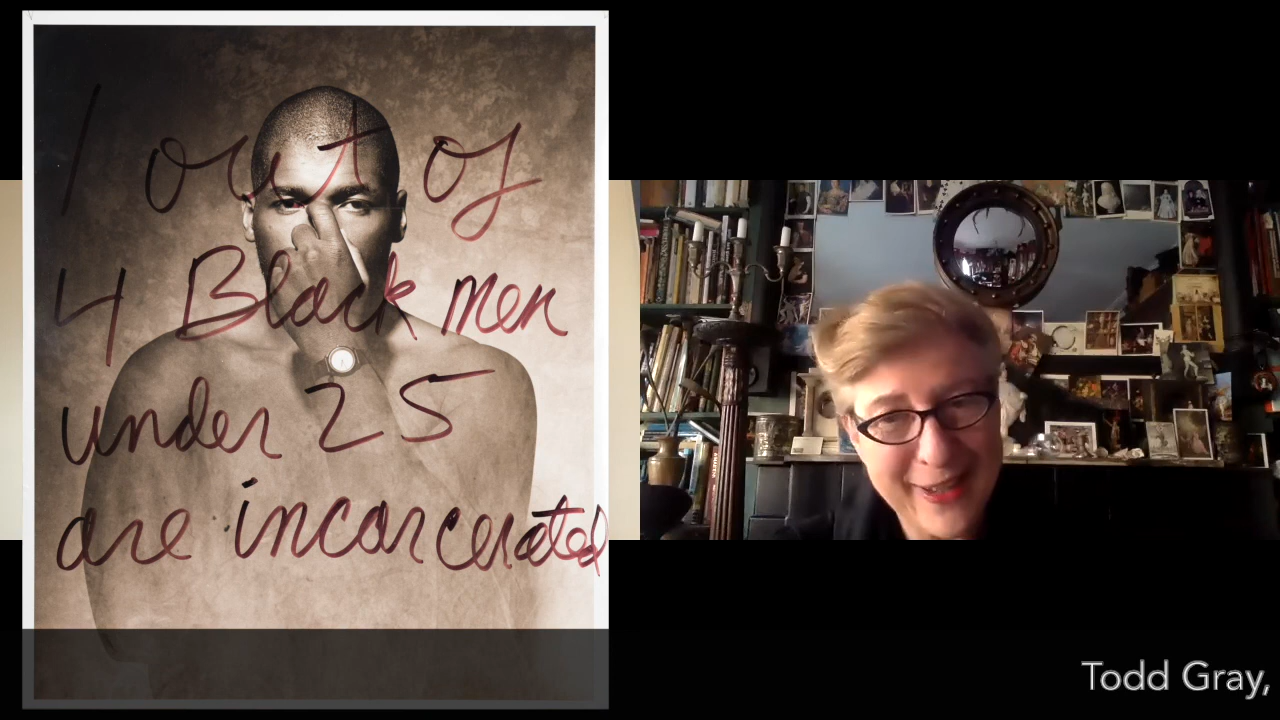 1 out of
4 Black men
under 25
are incarcerated
Todd Gray,